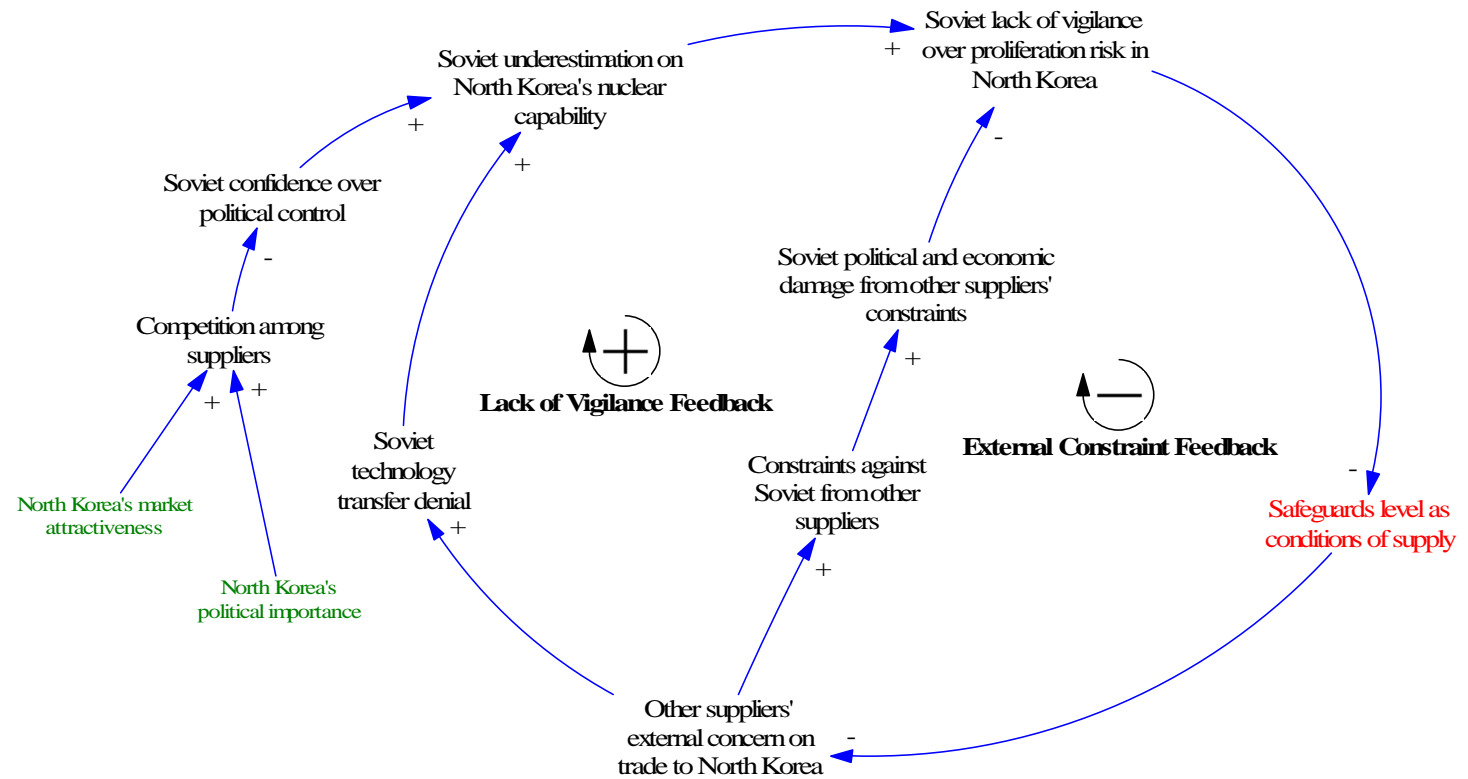 Soviet lack of vigilance
over proliferation risk in
North Korea
+
Soviet underestimation on
North Korea's nuclear
capability
+
+
-
Soviet confidence over
political control
-
Competition among
suppliers
+
+
Soviet political and economic
damage from other suppliers'
constraints
+
Lack of Vigilance Feedback
External Constraint Feedback
Soviet
technology
transfer denial
+
Constraints against
Soviet from other
suppliers
+
-
Safeguards level as
conditions of supply
North Korea's market
attractiveness
North Korea's
political importance
Other suppliers'
external concern on
trade to North Korea
-